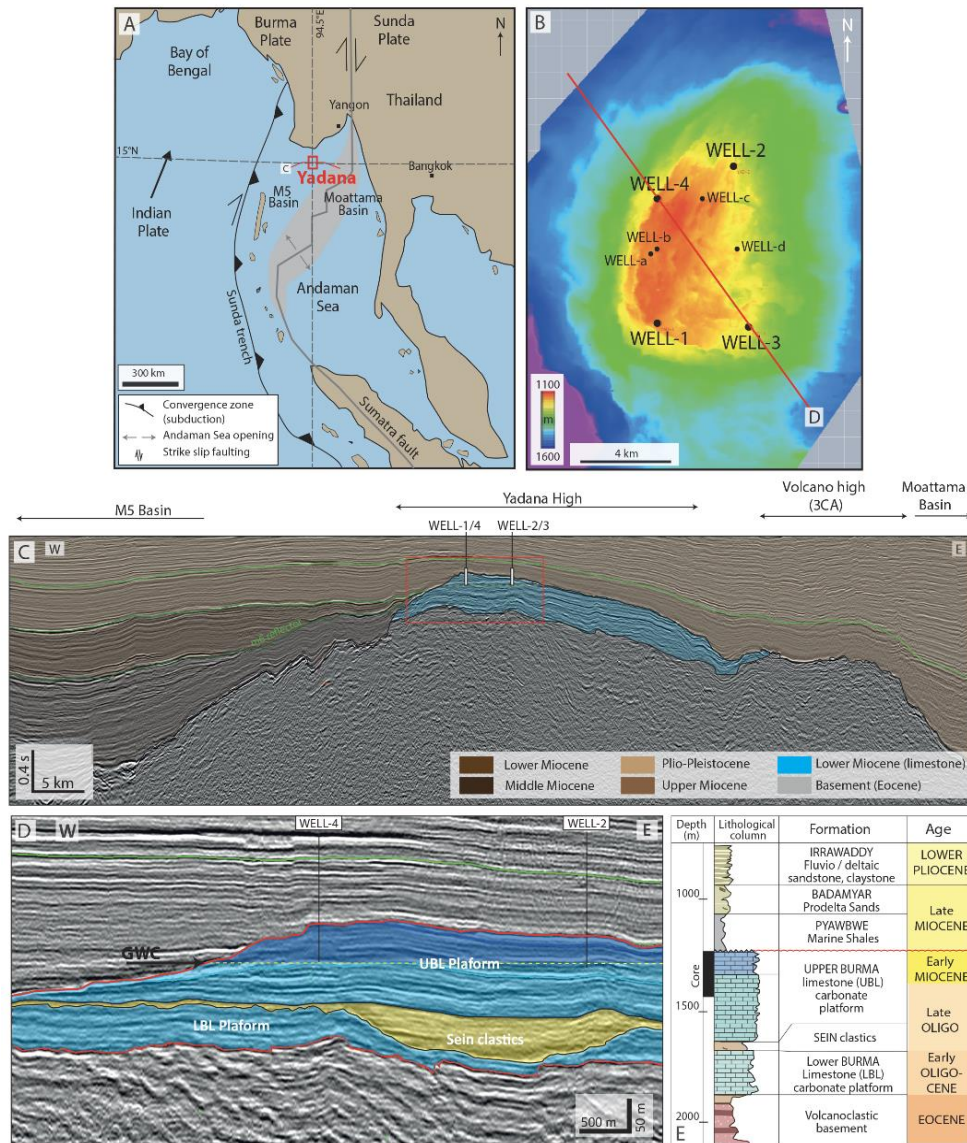 A
Burma
Plate
94.5°E
Sunda
Plate
N
Bay of
Bengal
Thailand
Yangon
15°N
C
Yadana
Bangkok
M5
Basin
Moattama
Basin
Indian
Plate
Andaman
Sea
Sunda trench
Sumatra fault
300 km
Convergence zone
(subduction)
Andaman Sea opening
Strike slip faulting
B
N
WELL-2
WELL-4
WELL-c
WELL-b
WELL-a
WELL-d
WELL-1
WELL-3
D
1100
m
1600
4 km
M5 Basin
Yadana High
Volcano high
(3CA)
Moattama
Basin
WELL-1/4
WELL-2/3
C
W
E
reflector
0.4 s
5 km
Lower Miocene
Plio-Pleistocene
Lower Miocene (limestone)
Middle Miocene
Upper Miocene
Basement (Eocene)
D
W
WELL-4
WELL-2
E
GWC
UBL Plaform
LBL Plaform
Sein clastics
500 m
50 m
Depth
(m)
Lithological
column
Formation
Age
IRRAWADDY
Fluvio / deltaic
sandstone, claystone
LOWER
PLIOCENE
1000
BADAMYAR
Prodelta Sands
Late
MIOCENE
PYAWBWE
Marine Shales
Core
UPPER BURMA
limestone (UBL)
carbonate
platform
Early
MIOCENE
1500
Late
OLIGO
SEIN clastics
Lower BURMA
Limestone (LBL)
carbonate platform
Early
OLIGO-
CENE
Volcanoclastic
basement
EOCENE
2000
E